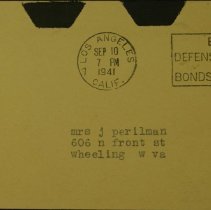 LOS ANGELES
SEP 10
7 PM
1941
CALIF.
DEFENSE
BONDS
mrs j perilman
606 n front st
wheeling w va